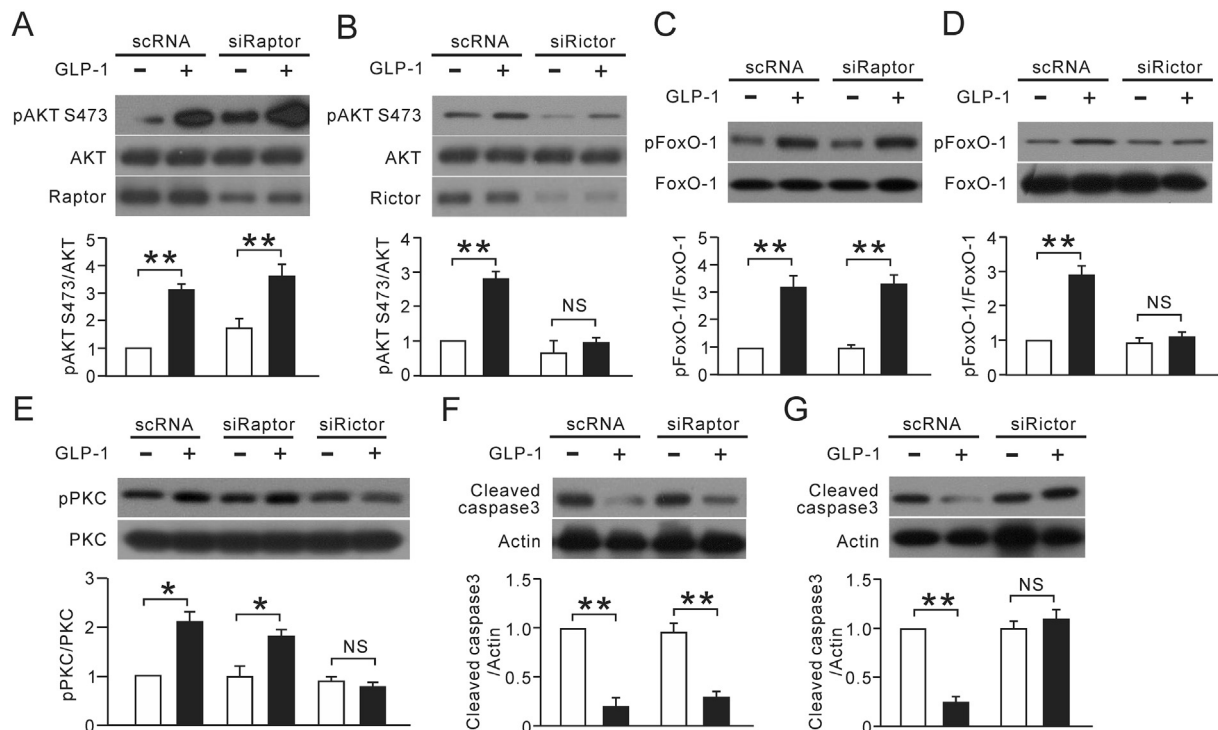 A
scRNA siRaptor
GLP-1 – + – +
pAKT S473
AKT
Raptor
pAKT S473/AKT
5
4
3
2
1
0
** **
B
scRNA siRictor
GLP-1 – + – +
pAKT S473
AKT
Rictor
pAKT S473/AKT
4
3
2
1
0
** NS
C
scRNA siRaptor
GLP-1 – + – +
pFoxO-1
FoxO-1
pFoxO-1/FoxO-1
5
4
3
2
1
0
** **
D
scRNA siRictor
GLP-1 – + – +
pFoxO-1
FoxO-1
pFoxO-1/FoxO-1
4
3
2
1
0
** NS
E
scRNA siRaptor siRictor
GLP-1 – + – + – +
pPKC
PKC
pPKC/PKC
3
2
1
0
* * NS
F
scRNA siRaptor
GLP-1 – + – +
Cleaved
caspase3
Actin
Cleaved caspase3
/Actin
1.5
1.0
0.5
0
** **
G
scRNA siRictor
GLP-1 – + – +
Cleaved
caspase3
Actin
Cleaved caspase3
/Actin
1.5
1.0
0.5
0
** NS